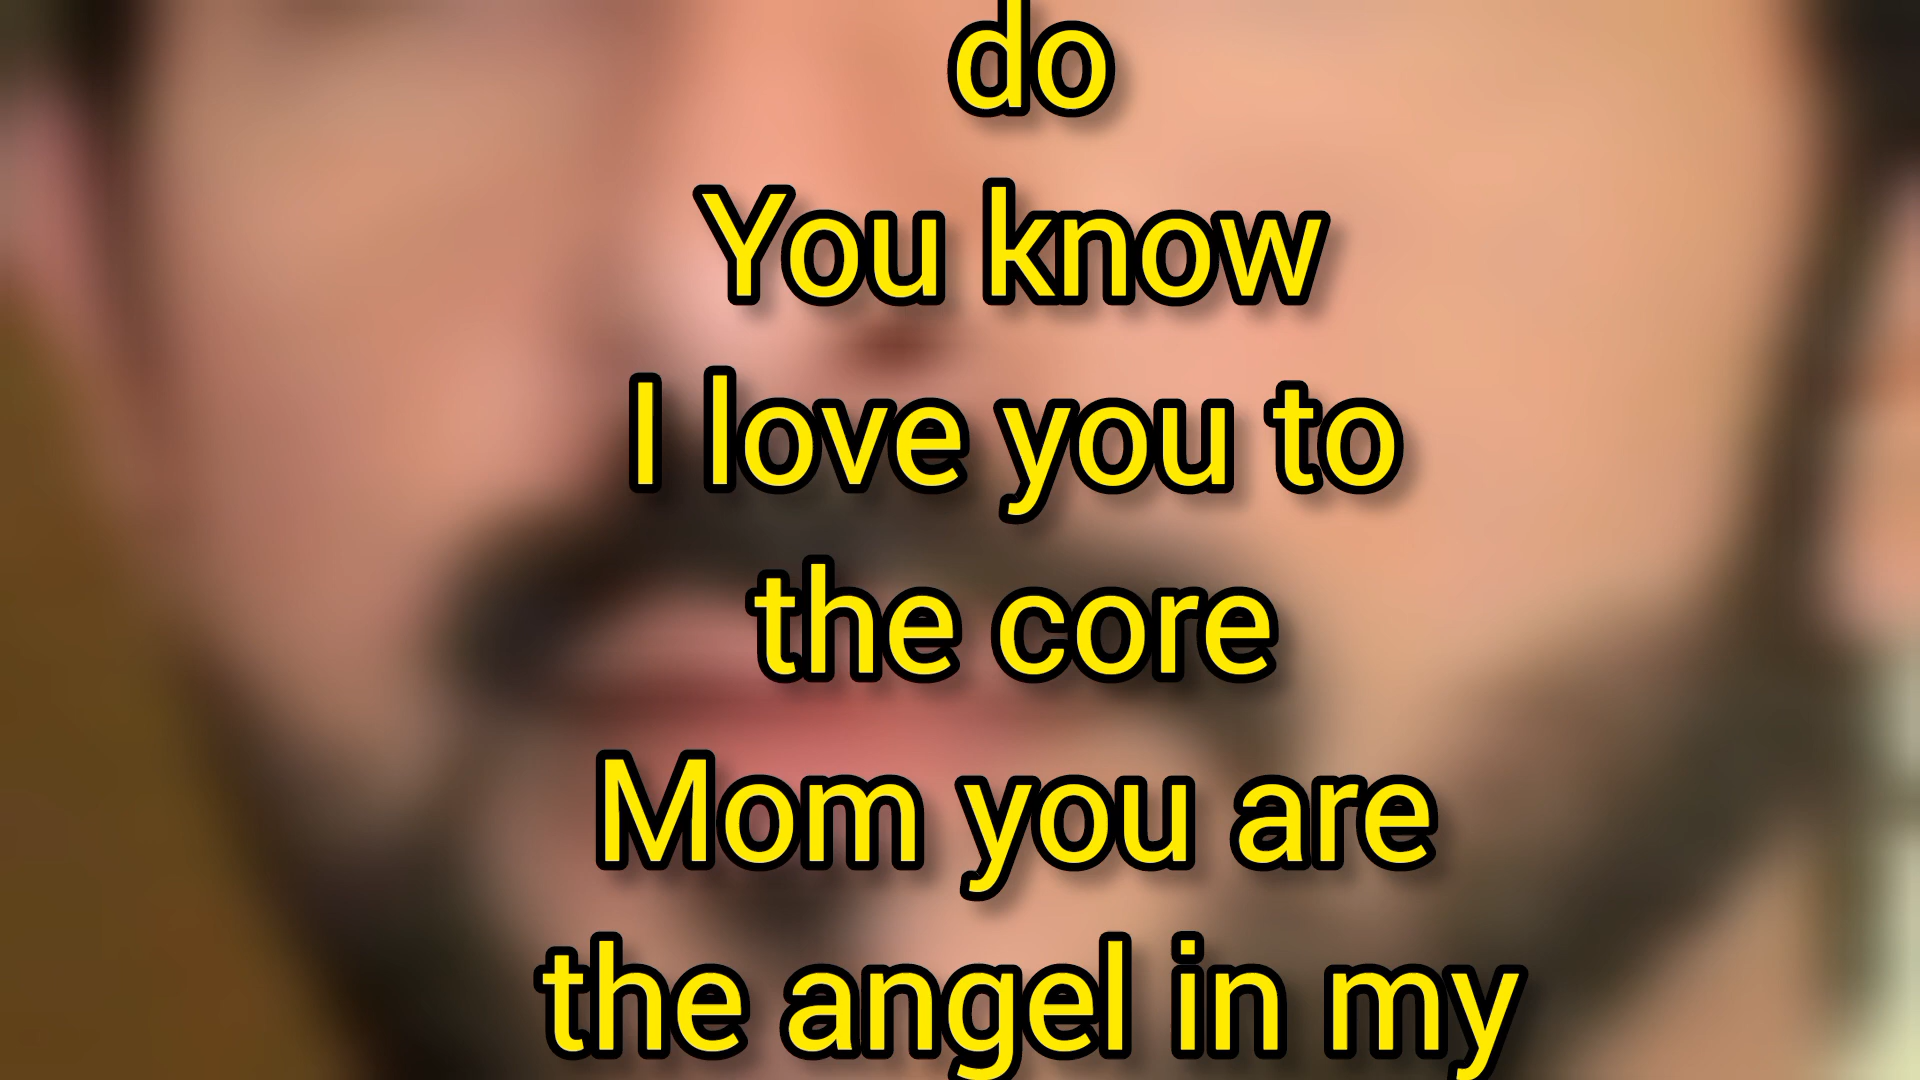 do
You know
I love you to
the core
Mom you are
the angel in my